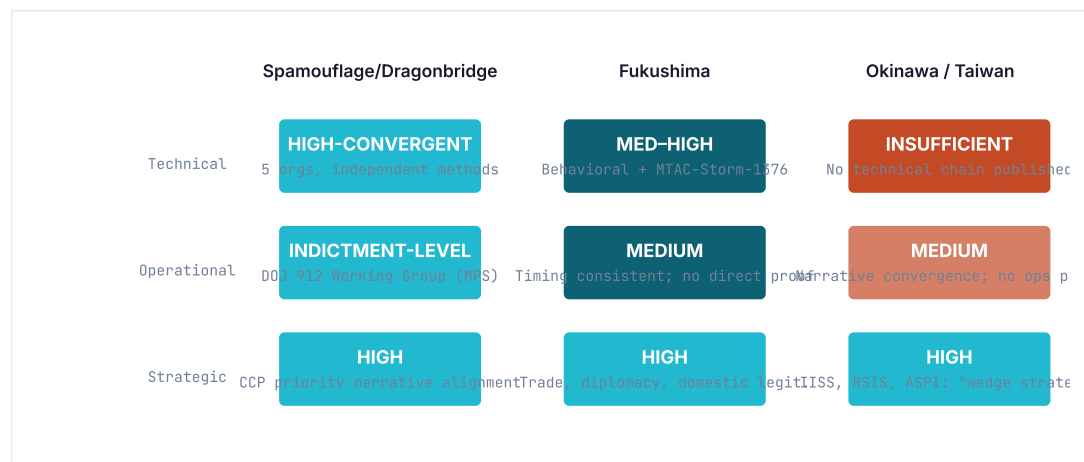 Spamouflage/Dragonbridge
Fukushima
Okinawa / Taiwan
Technical
HIGH-CONVERGENT
5 orgs, independent methods
MED–HIGH
Behavioral + MTAC-Storm-1376
INSUFFICIENT
No technical chain published
Operational
INDICTMENT-LEVEL
DOJ 912 Working Group (MPS)
MEDIUM
Timing consistent; no direct proof
MEDIUM
Narrative convergence; no ops p
Strategic
HIGH
CCP priority narrative alignment
HIGH
Trade, diplomacy, domestic legit.
HIGH
IISS, RSIS, ASPI: "wedge strate